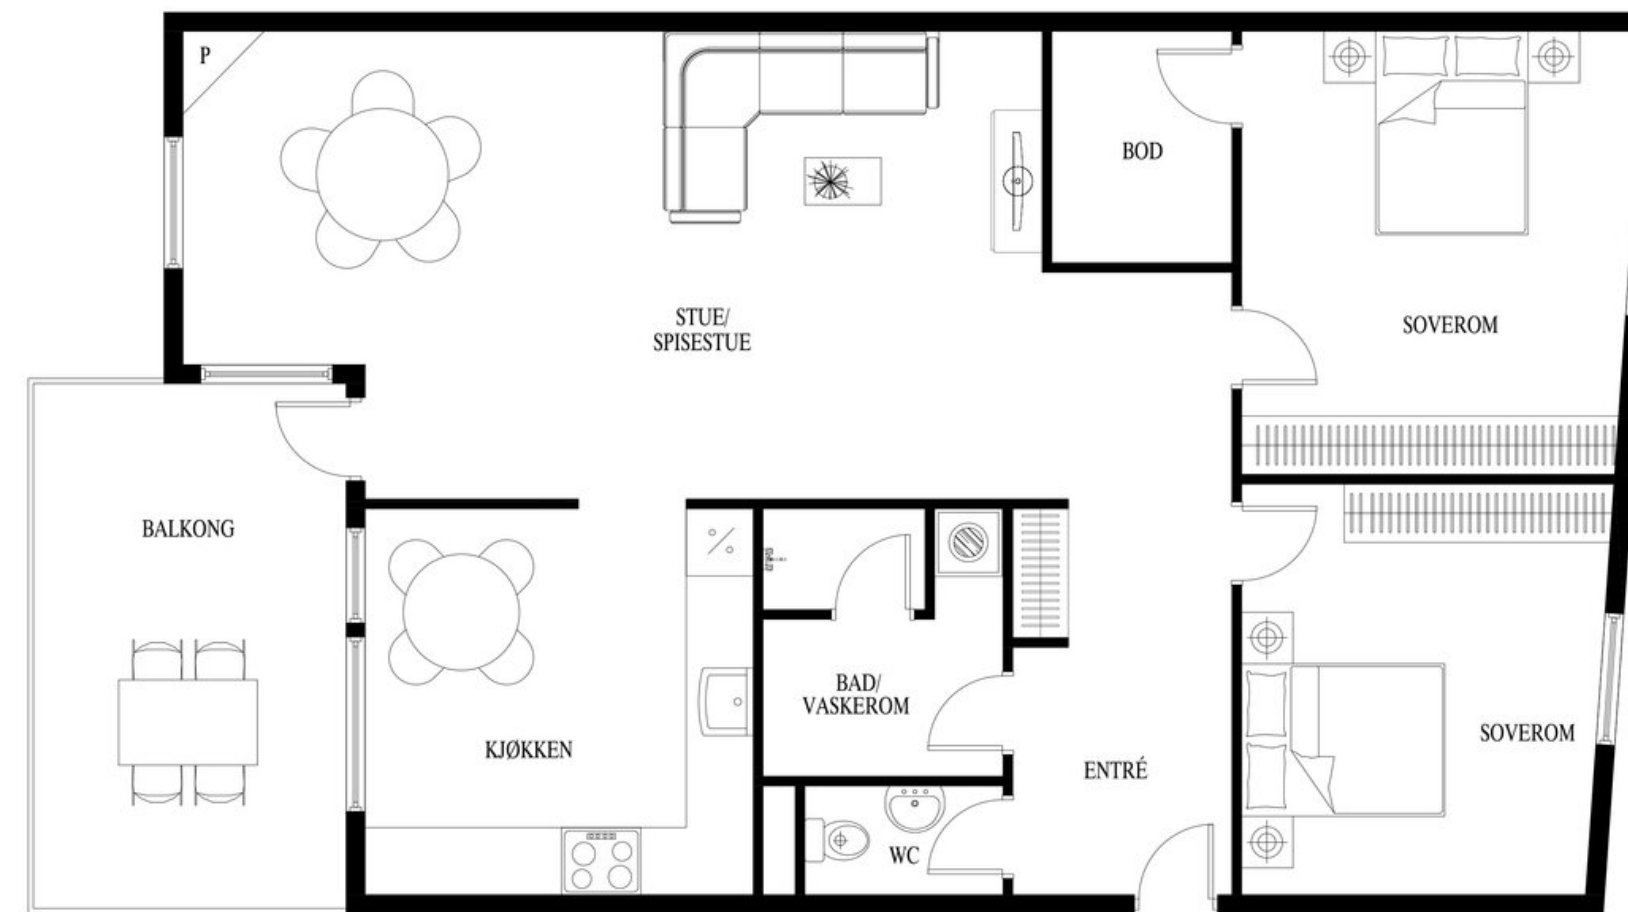 P
BOD
STUE/
SPISESTUE
SOVEROM
BALKONG
BAD/
VASKEROM
KJØKKEN
SOVEROM
ENTRÉ
WC